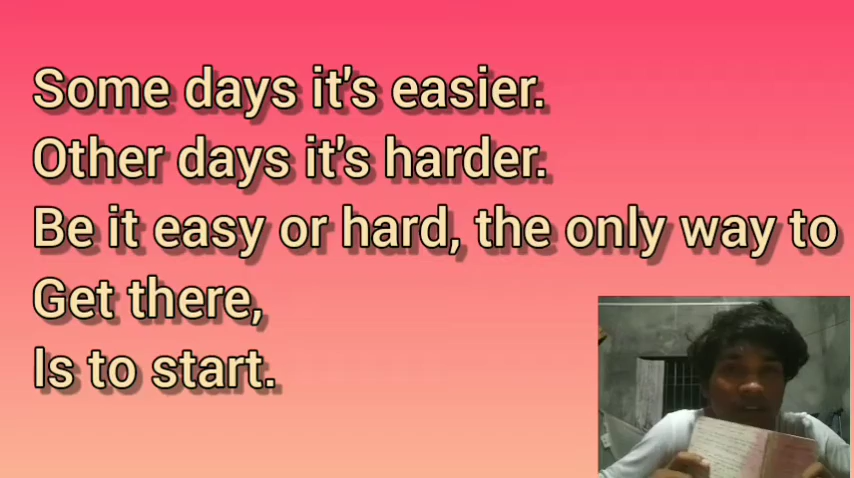 Some days it's easier.
Other days it's harder.
Be it easy or hard, the only way to
Get there,
Is to start.